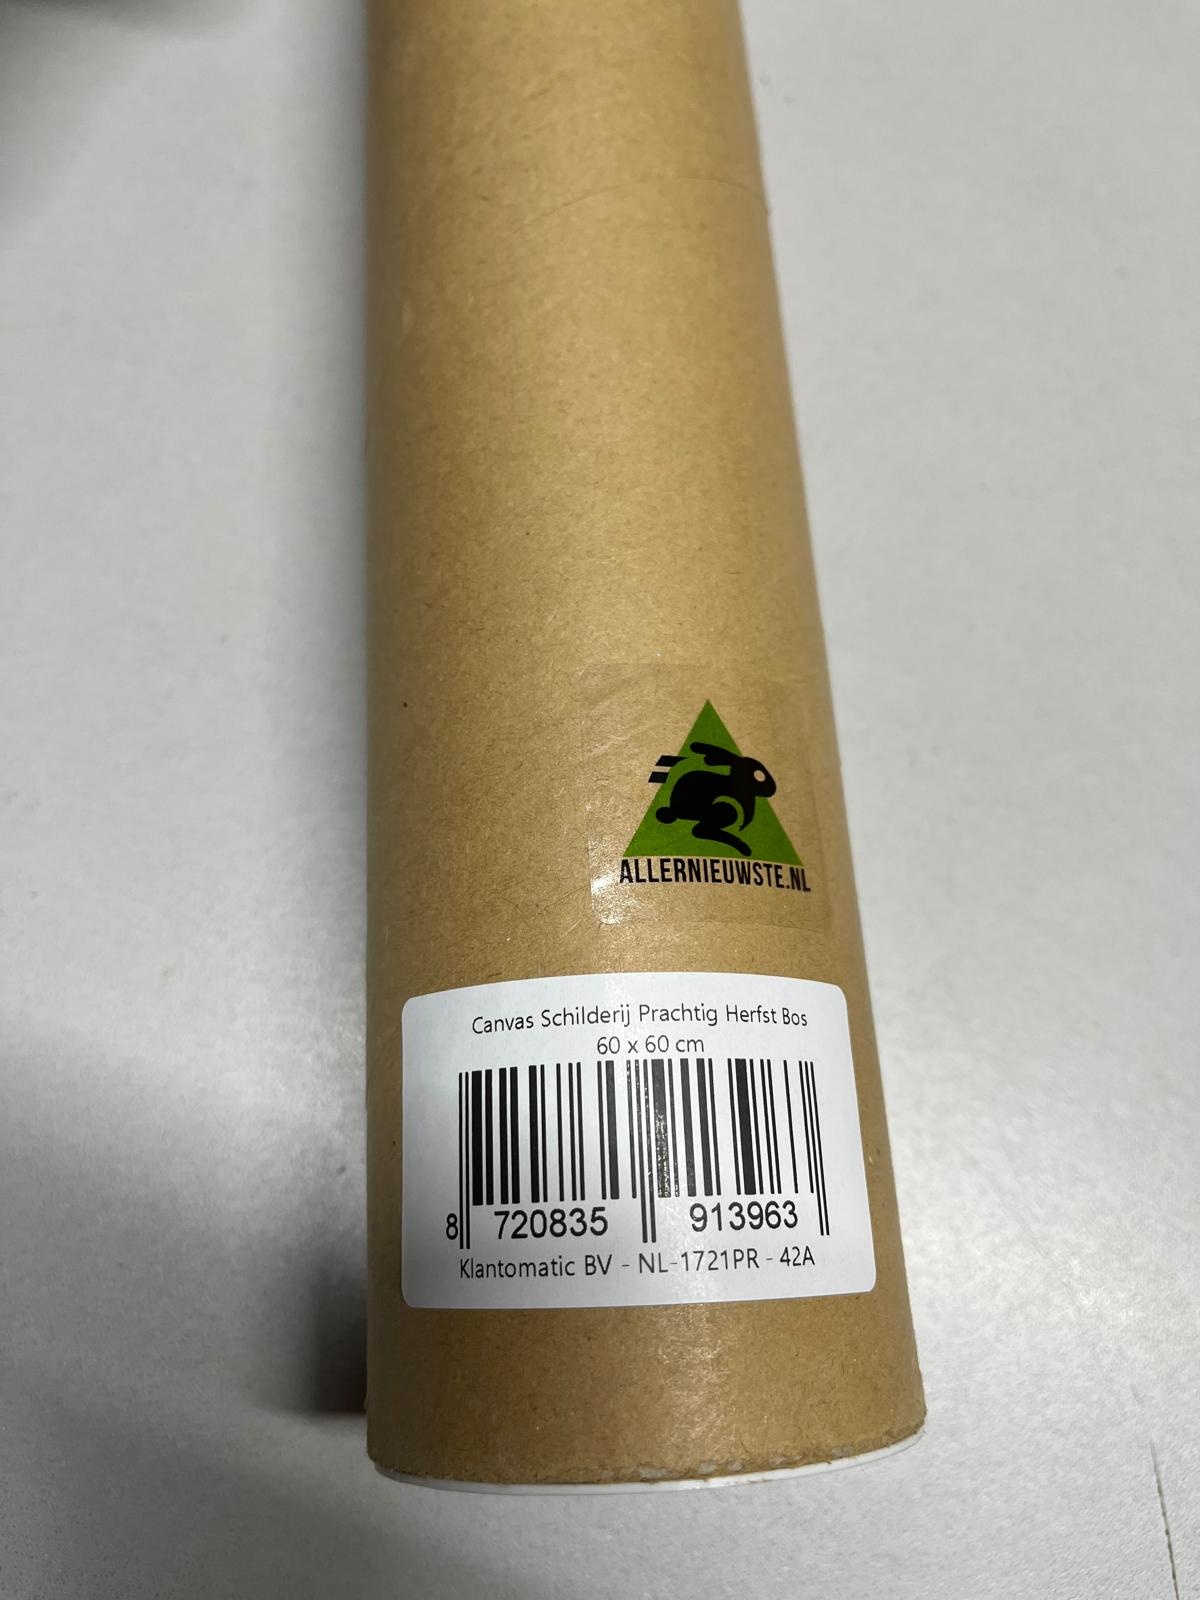 ALLERNIEUWSTE.NL
Canvas Schilderij Prachtig Herfst Bos
60 x 60 cm
8 720835 913963
Klantomatic BV - NL-1721PR - 42A